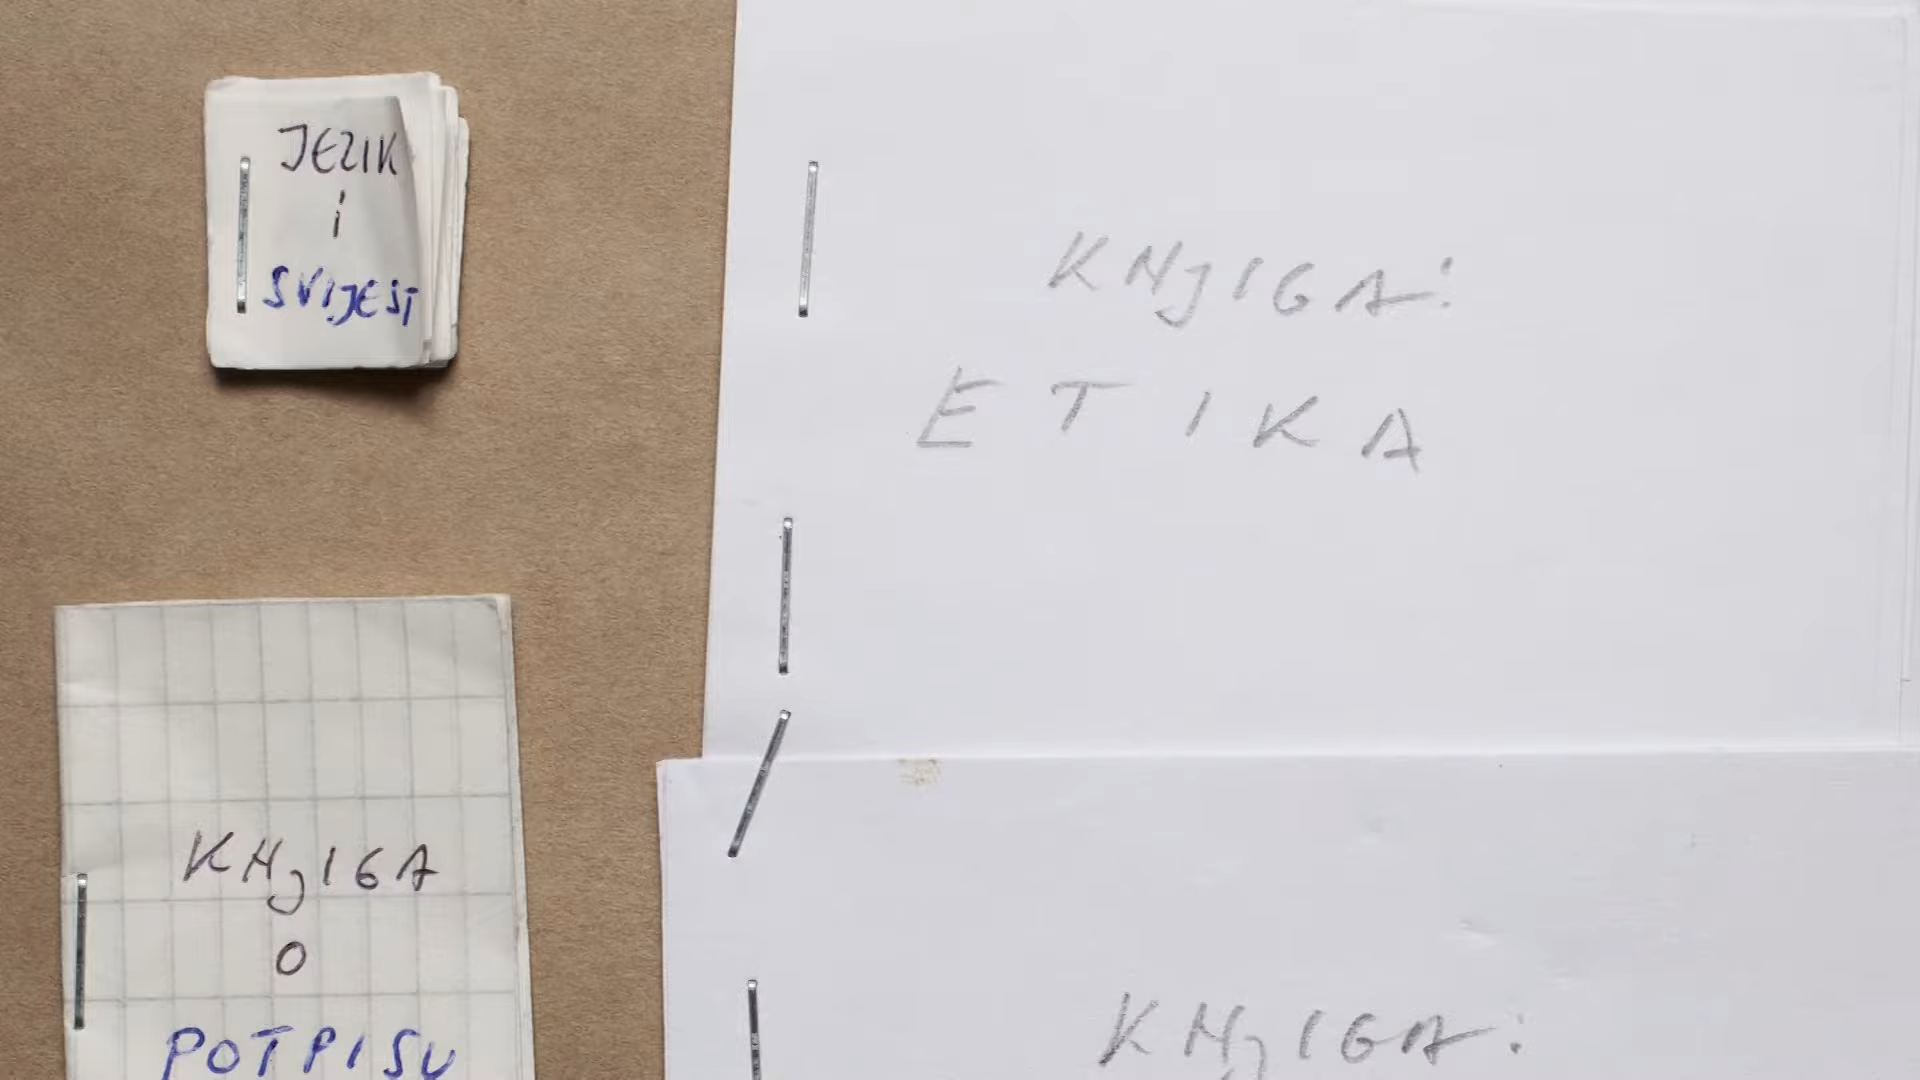 JEZIK
i
SVIJEST
KNJIGA:
ETIKA
KNJIGA
O
POTPISU
KNJIGA: